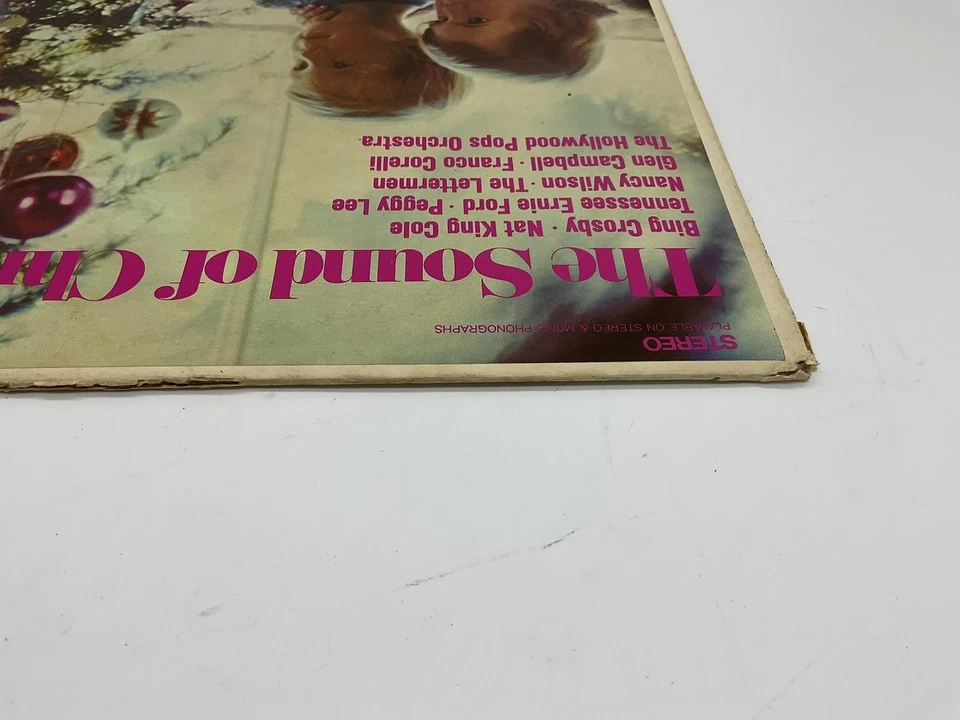 STEREO
PLAYABLE ON STEREO & MONO PHONOGRAPHS
The Sound of Ch
Bing Crosby · Nat King Cole
Tennessee Ernie Ford · Peggy Lee
Nancy Wilson · The Lettermen
Glen Campbell · Franco Corelli
The Hollywood Pops Orchestra